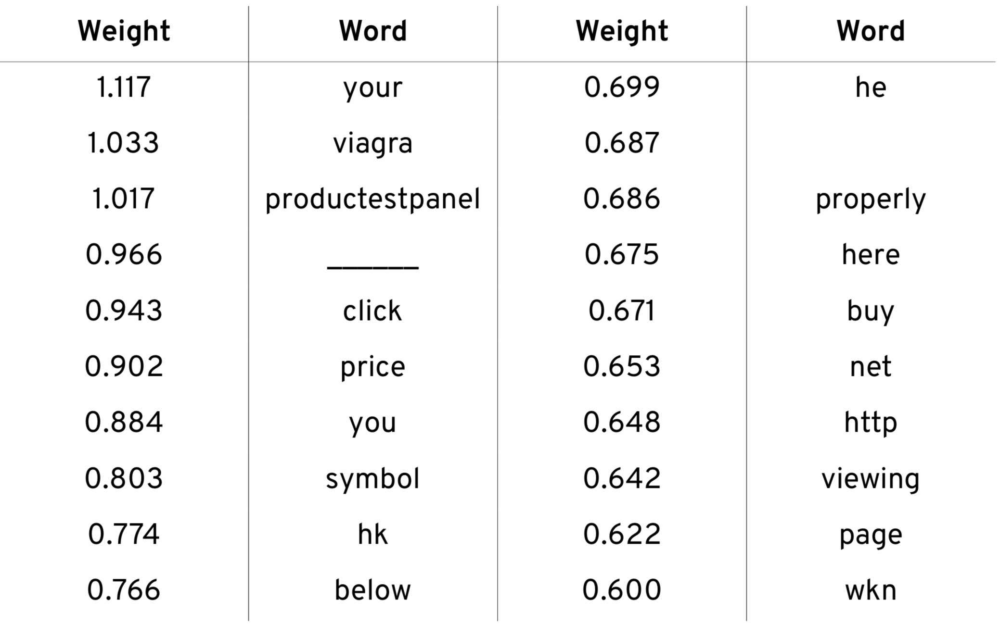 Weight Word Weight Word
1.117 your 0.699 he
1.033 viagra 0.687
1.017 productestpanel 0.686 properly
0.966 ______ 0.675 here
0.943 click 0.671 buy
0.902 price 0.653 net
0.884 you 0.648 http
0.803 symbol 0.642 viewing
0.774 hk 0.622 page
0.766 below 0.600 wkn